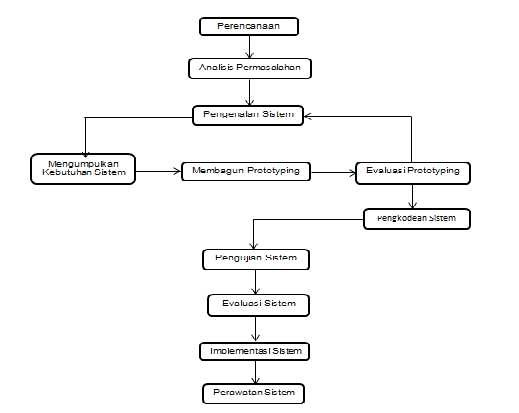 Perencanaan
Analisis Permasalahan
Pengenalan Sistem
Mengumpulkan
Kebutuhan Sistem
Membagun Prototyping
Evaluasi Prototyping
Pengkodean Sistem
Pengujian Sistem
Evaluasi Sistem
Implementasi Sistem
Perawatan Sistem